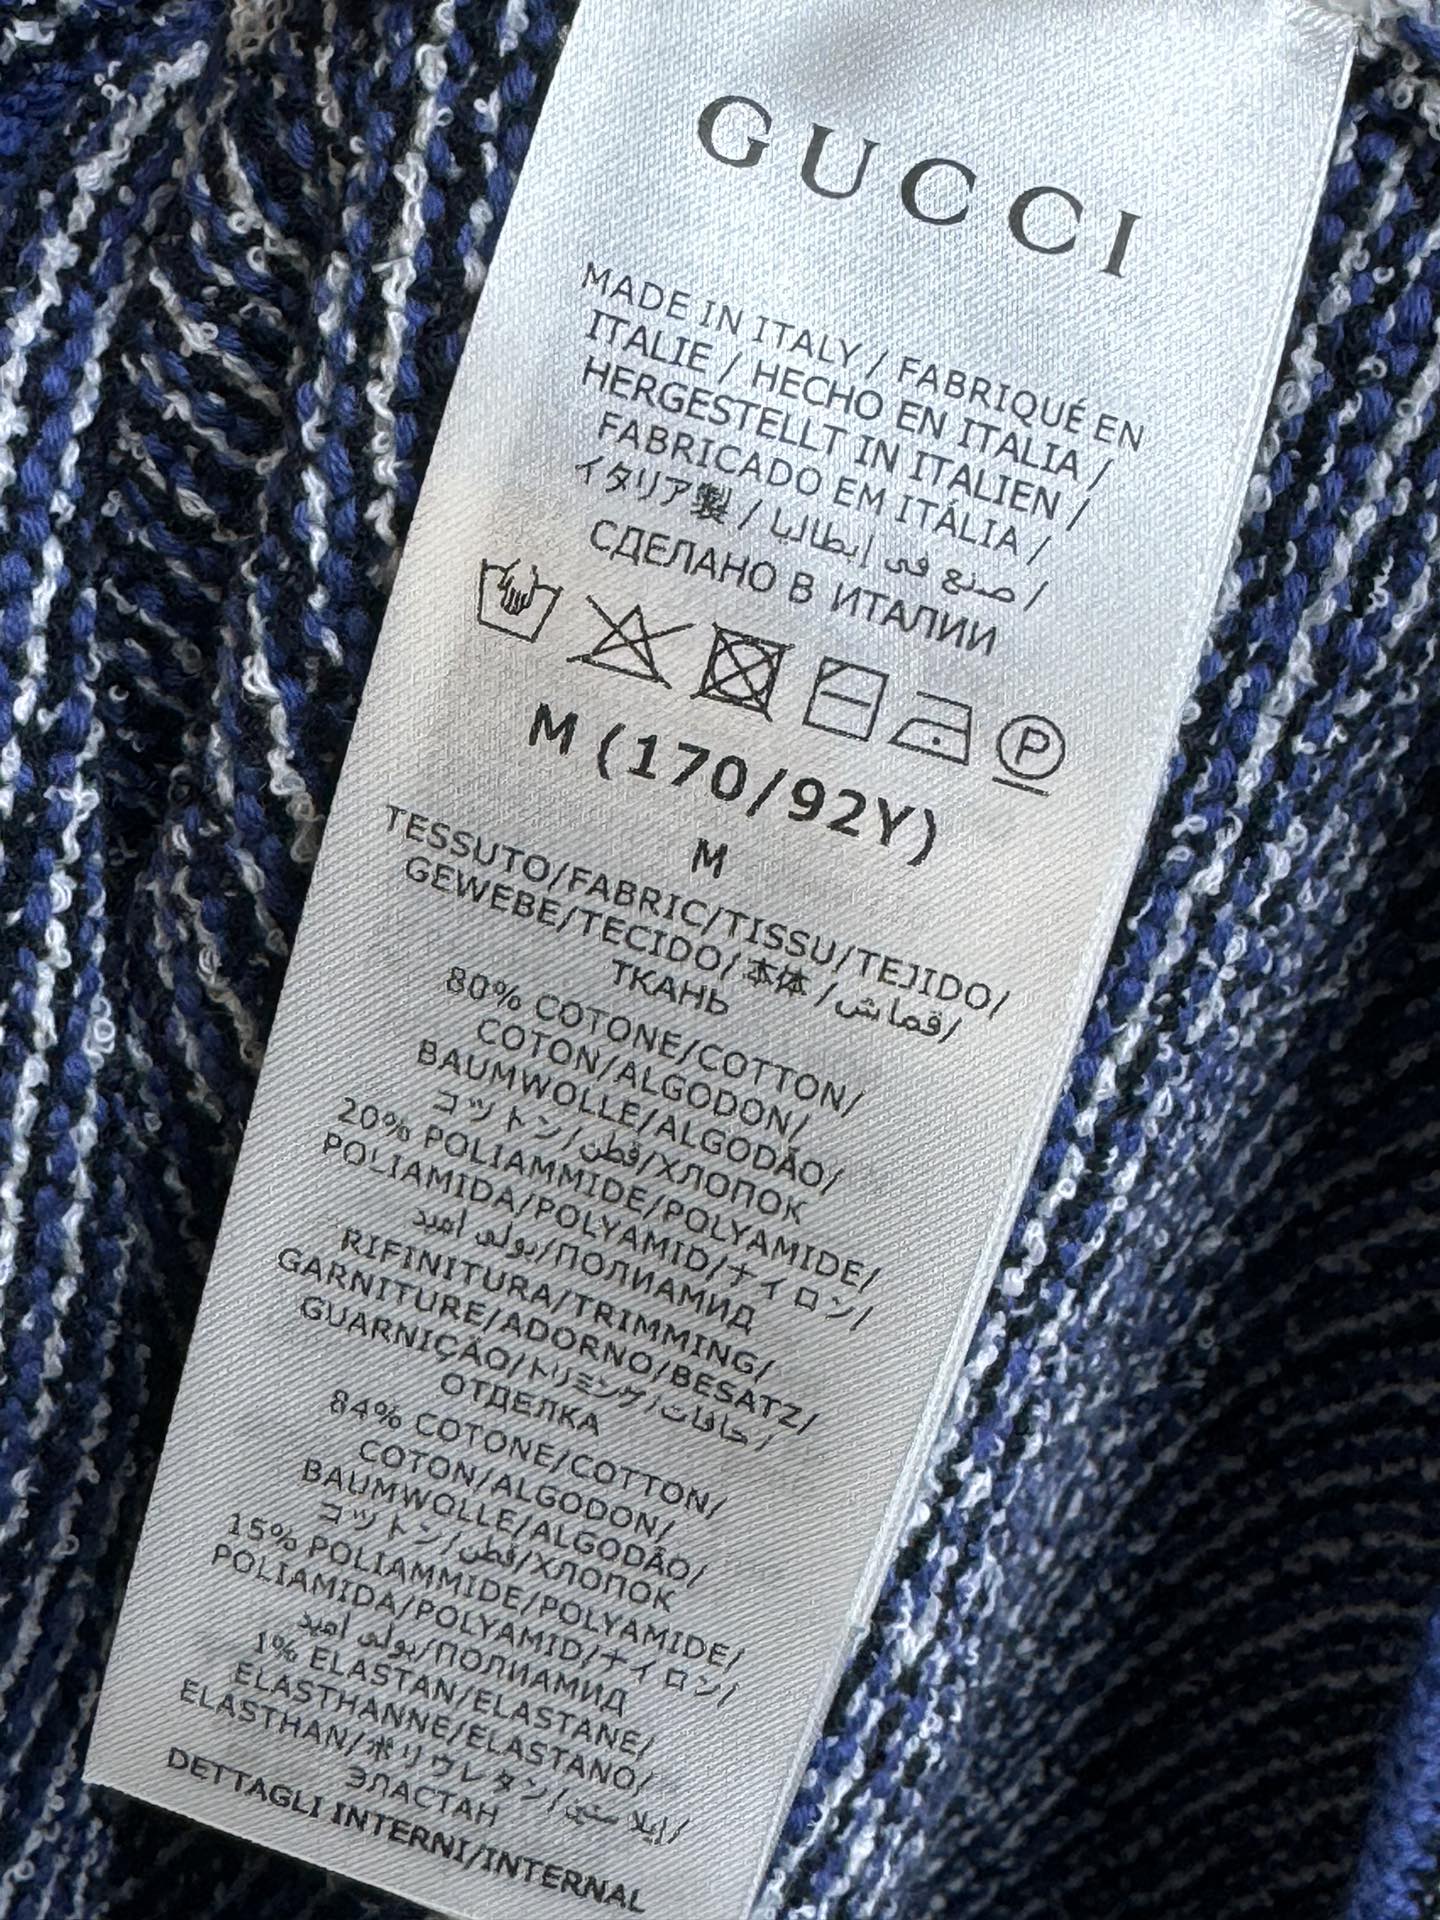 GUCCI
MADE IN ITALY / FABRIQUÉ EN
ITALIE / HECHO EN ITALIA /
HERGESTELLT IN ITALIEN /
FABRICADO EM ITÁLIA /
イタリア製 / صنع في إيطاليا /
СДЕЛАНО В ИТАЛИИ
P
M (170/92Y)
M
TESSUTO/FABRIC/TISSU/TEJIDO/
GEWEBE/TECIDO/本体/قماش/
ТКАНЬ
80% COTONE/COTTON/
COTON/ALGODON/
BAUMWOLLE/ALGODÃO/
コットン/قطن/ХЛОПОК
20% POLIAMMIDE/POLYAMIDE/
POLIAMIDA/POLYAMID/ナイロン/
بولي اميد/ПОЛИАМИД
RIFINITURA/TRIMMING/
GARNITURE/ADORNO/BESATZ/
GUARNIÇÃO/トリミング/حافات/
ОТДЕЛКА
84% COTONE/COTTON/
COTON/ALGODON/
BAUMWOLLE/ALGODÃO/
コットン/قطن/ХЛОПОК
15% POLIAMMIDE/POLYAMIDE/
POLIAMIDA/POLYAMID/ナイロン/
بولي اميد/ПОЛИАМИД
1% ELASTAN/ELASTANE/
ELASTHANNE/ELASTANO/
ELASTHAN/ポリウレタン/إيلاستين/
ЭЛАСТАН
DETTAGLI INTERNI/INTERNAL